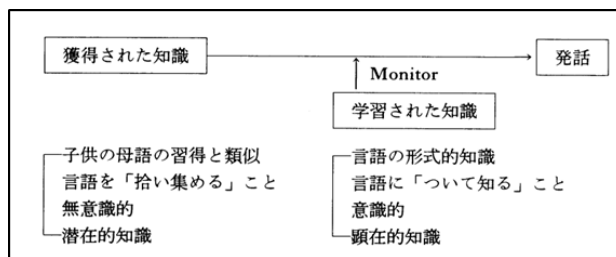 獲得された知識
発話
Monitor
学習された知識
子供の母語の習得と類似
言語を「拾い集める」こと
無意識的
潜在的知識
言語の形式的知識
言語に「ついて知る」こと
意識的
顕在的知識